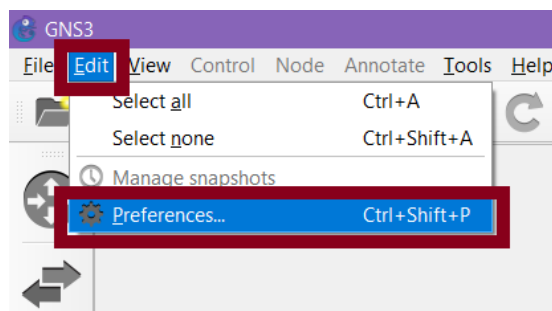 GNS3
File Edit View Control Node Annotate Tools Help
Select all Ctrl+A
Select none Ctrl+Shift+A
Manage snapshots
Preferences... Ctrl+Shift+P